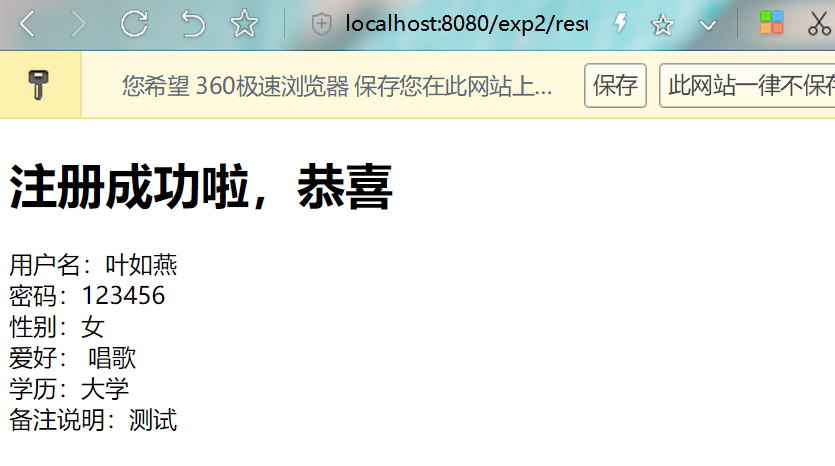 localhost:8080/exp2/resu
您希望 360极速浏览器 保存您在此网站上...
保存
此网站一律不保存
注册成功啦，恭喜
用户名：叶如燕
密码：123456
性别：女
爱好： 唱歌
学历：大学
备注说明：测试